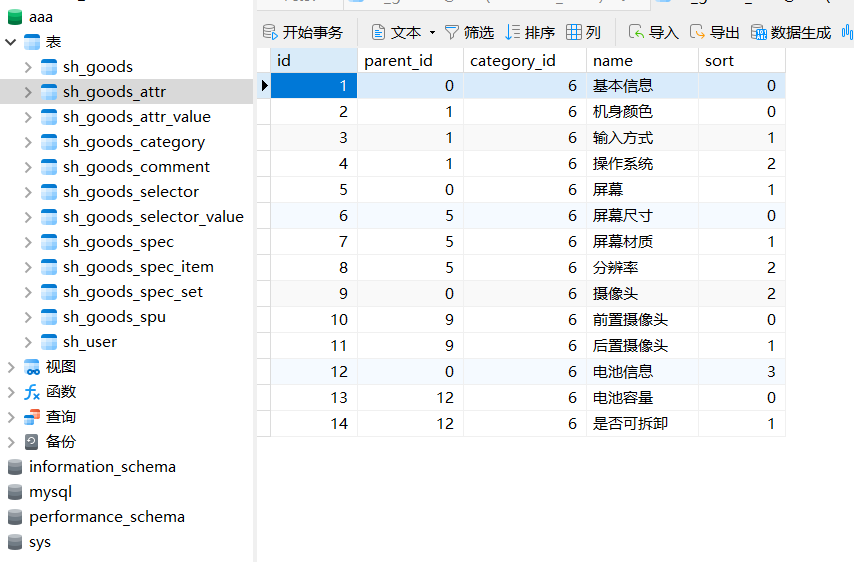 aaa
表
sh_goods
sh_goods_attr
sh_goods_attr_value
sh_goods_category
sh_goods_comment
sh_goods_selector
sh_goods_selector_value
sh_goods_spec
sh_goods_spec_item
sh_goods_spec_set
sh_goods_spu
sh_user
视图
函数
查询
备份
information_schema
mysql
performance_schema
sys
开始事务 文本 筛选 排序 列 导入 导出 数据生成
id parent_id category_id name sort
1 0 6 基本信息 0
2 1 6 机身颜色 0
3 1 6 输入方式 1
4 1 6 操作系统 2
5 0 6 屏幕 1
6 5 6 屏幕尺寸 0
7 5 6 屏幕材质 1
8 5 6 分辨率 2
9 0 6 摄像头 2
10 9 6 前置摄像头 0
11 9 6 后置摄像头 1
12 0 6 电池信息 3
13 12 6 电池容量 0
14 12 6 是否可拆卸 1